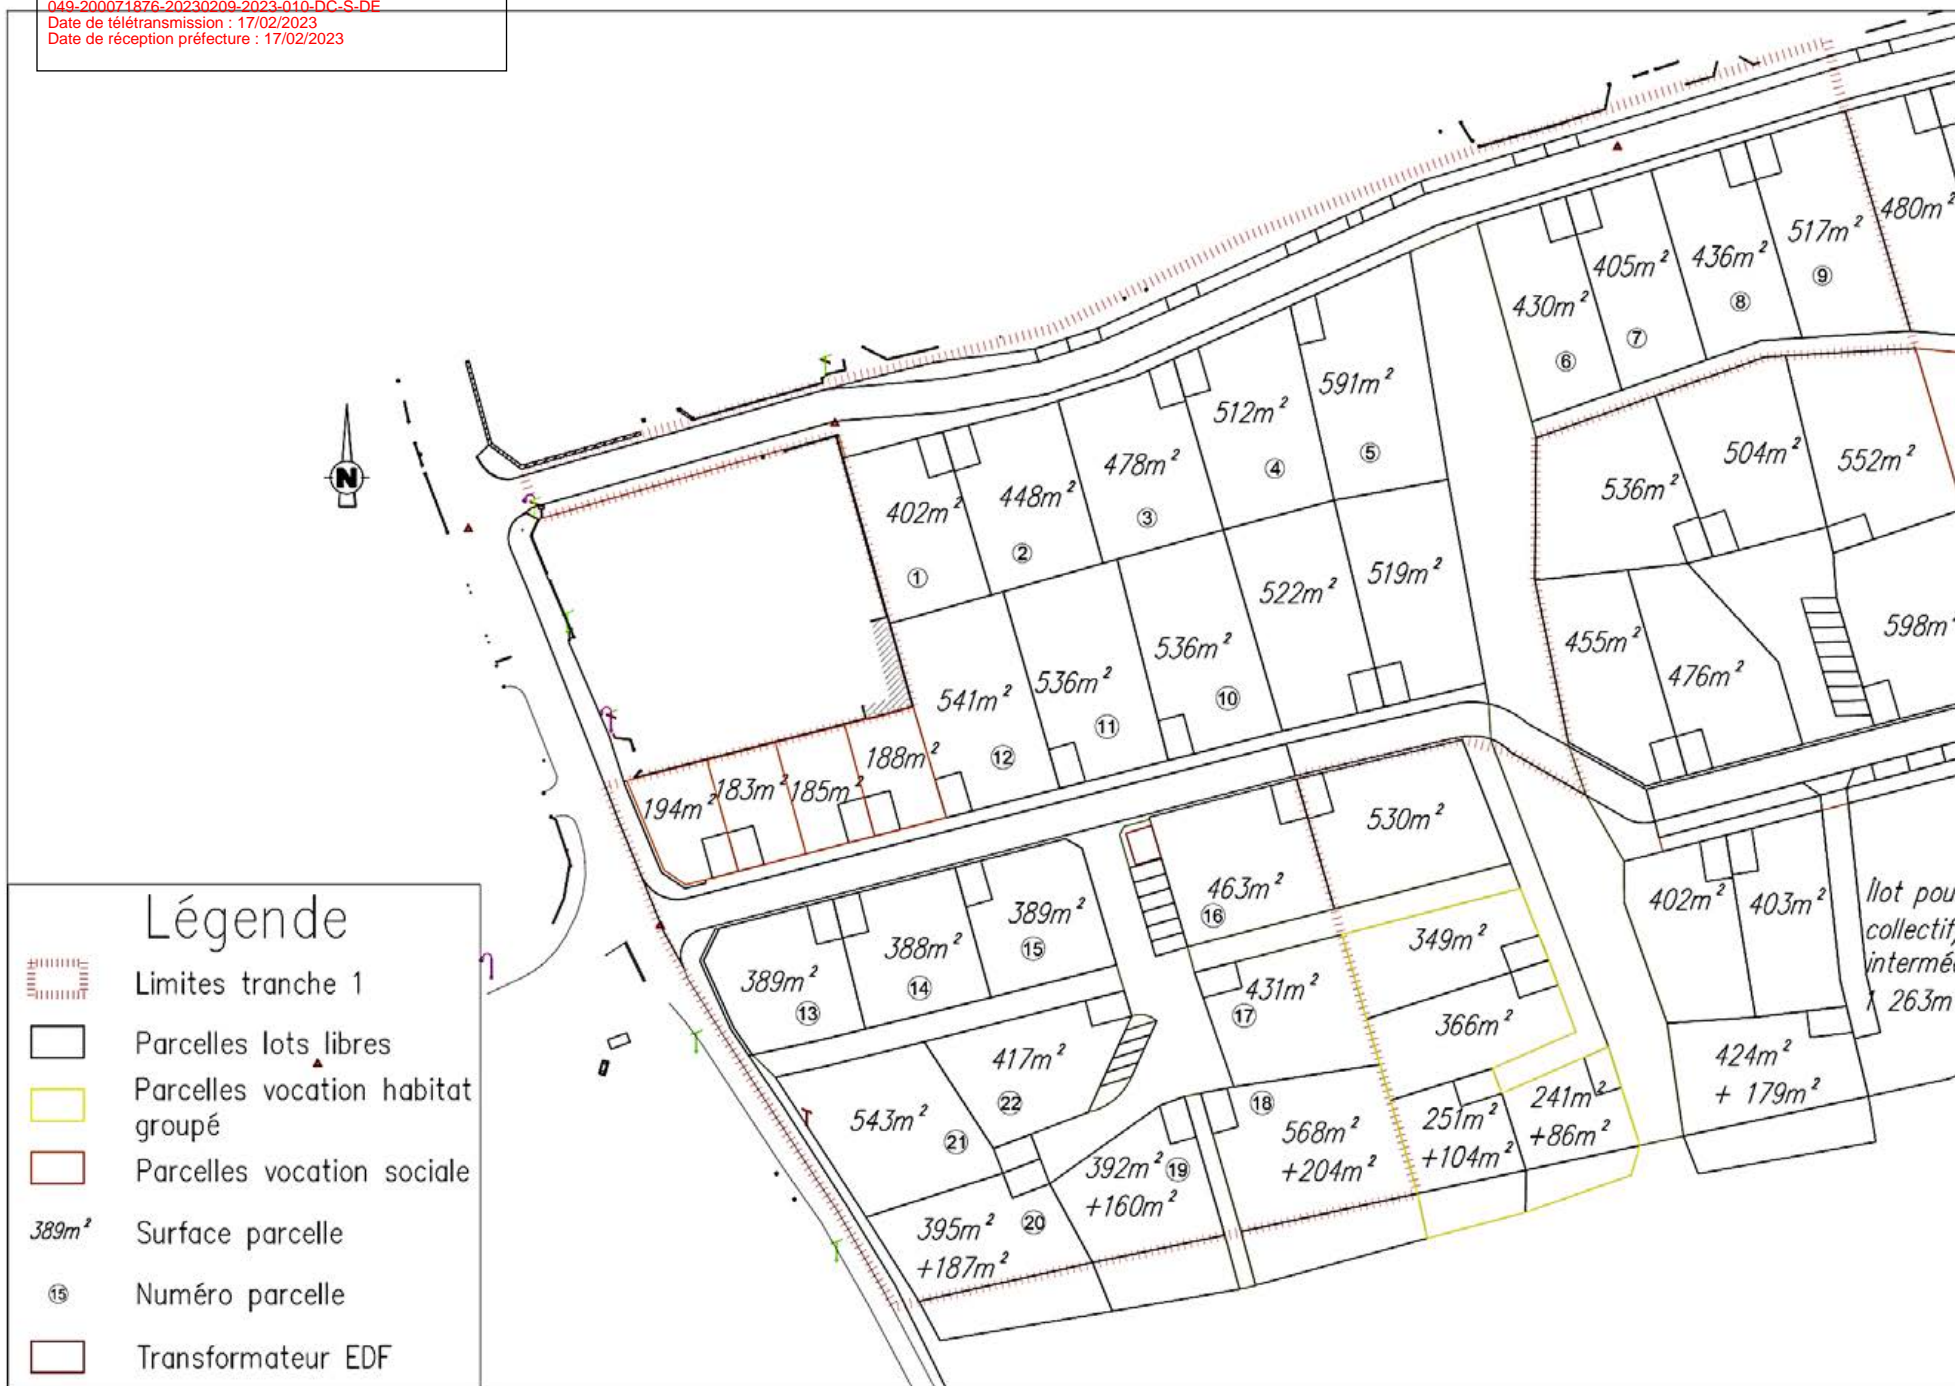 049-200071876-20230209-2023-010-DC-S-DE
Date de télétransmission : 17/02/2023
Date de réception préfecture : 17/02/2023
480m²
517m²
9
436m²
8
405m²
7
430m²
6
591m²
5
512m²
4
478m²
3
448m²
2
402m²
1
N
536m²
504m²
552m²
455m²
476m²
598m²
519m²
522m²
536m²
10
536m²
11
541m²
12
188m²
185m²
183m²
194m²
530m²
463m²
16
389m²
15
388m²
14
389m²
13
349m²
366m²
431m²
17
417m²
22
543m²
21
18
568m²
+204m²
392m²
19
+160m²
395m²
20
+187m²
251m²
+104m²
241m²
+86m²
402m²
403m²
424m²
+ 179m²
Îlot pou
collectif,
intermé
1 263m
Légende
Limites tranche 1
Parcelles lots libres
Parcelles vocation habitat
groupé
Parcelles vocation sociale
389m² Surface parcelle
15 Numéro parcelle
Transformateur EDF